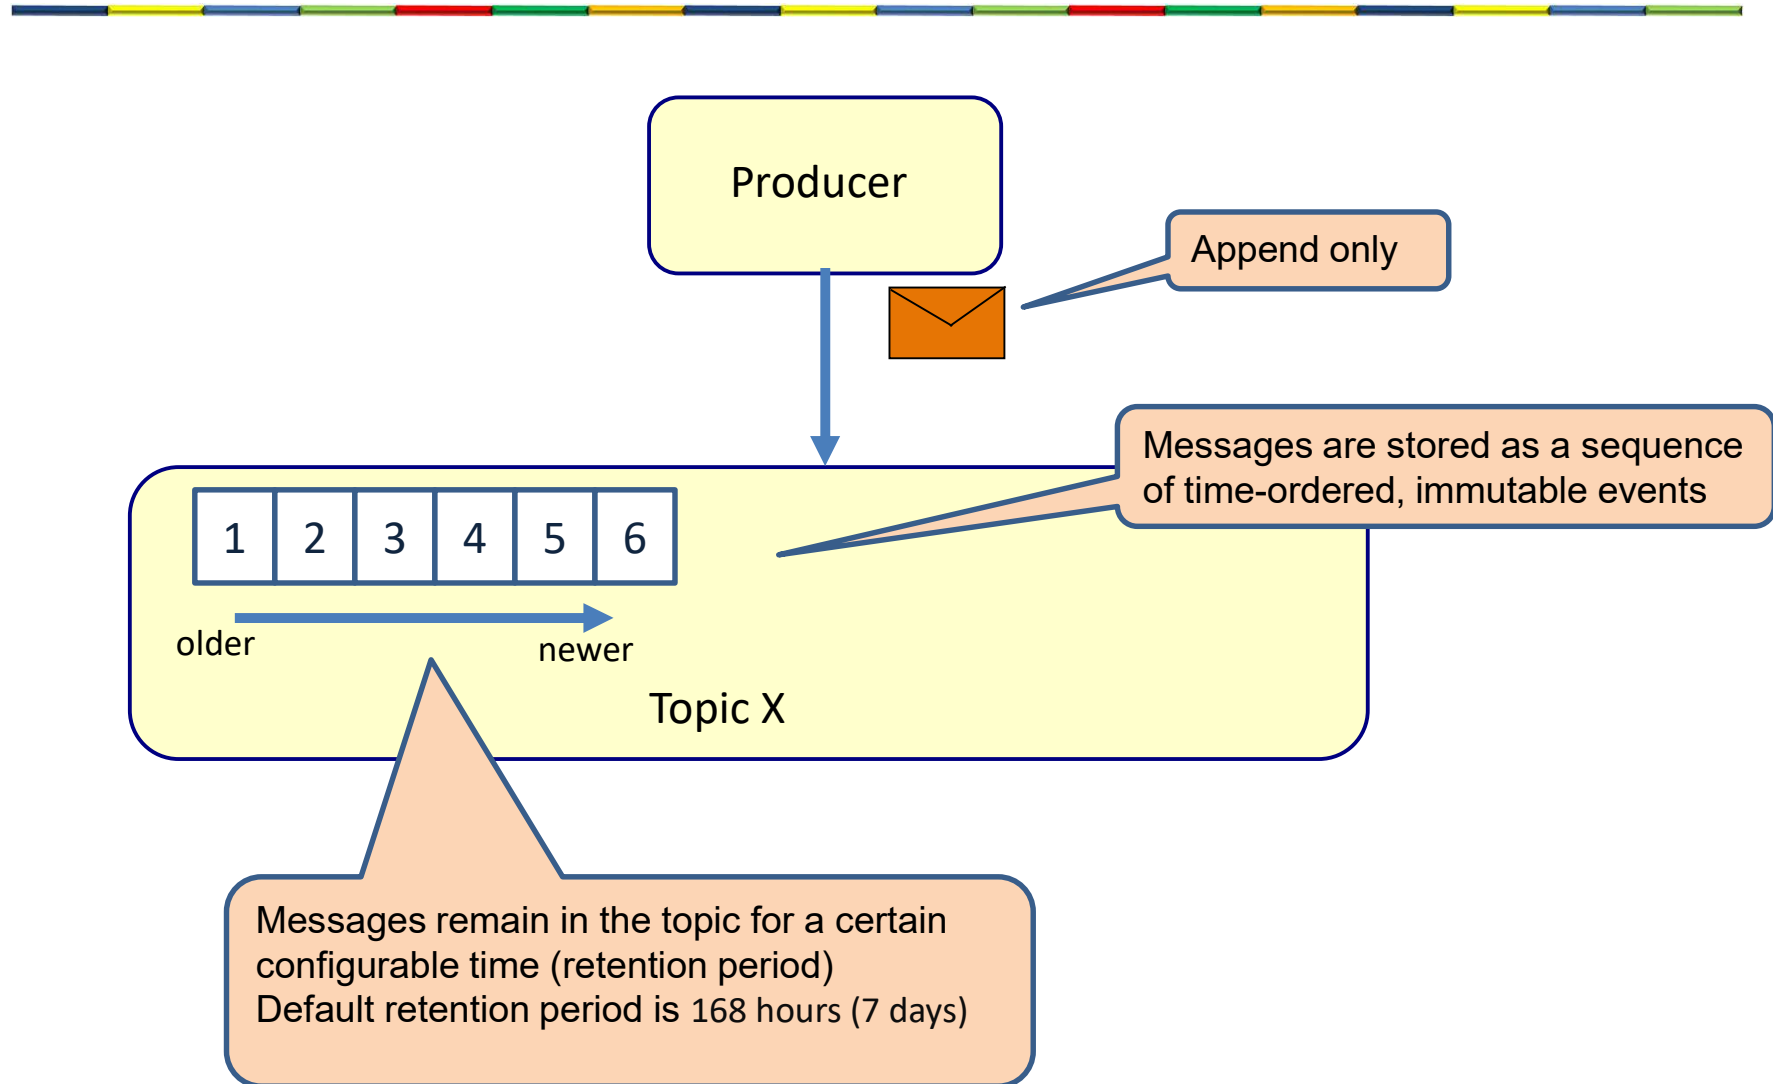 Producer
Append only
Messages are stored as a sequence
of time-ordered, immutable events
1 2 3 4 5 6
older newer
Topic X
Messages remain in the topic for a certain
configurable time (retention period)
Default retention period is 168 hours (7 days)